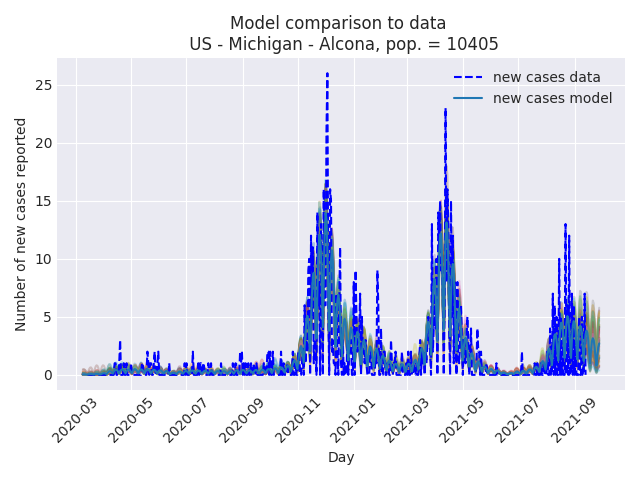 Model comparison to data
US - Michigan - Alcona, pop. = 10405
new cases data
new cases model
Number of new cases reported
25
20
15
10
5
0
2020-03
2020-05
2020-07
2020-09
2020-11
2021-01
2021-03
2021-05
2021-07
2021-09
Day